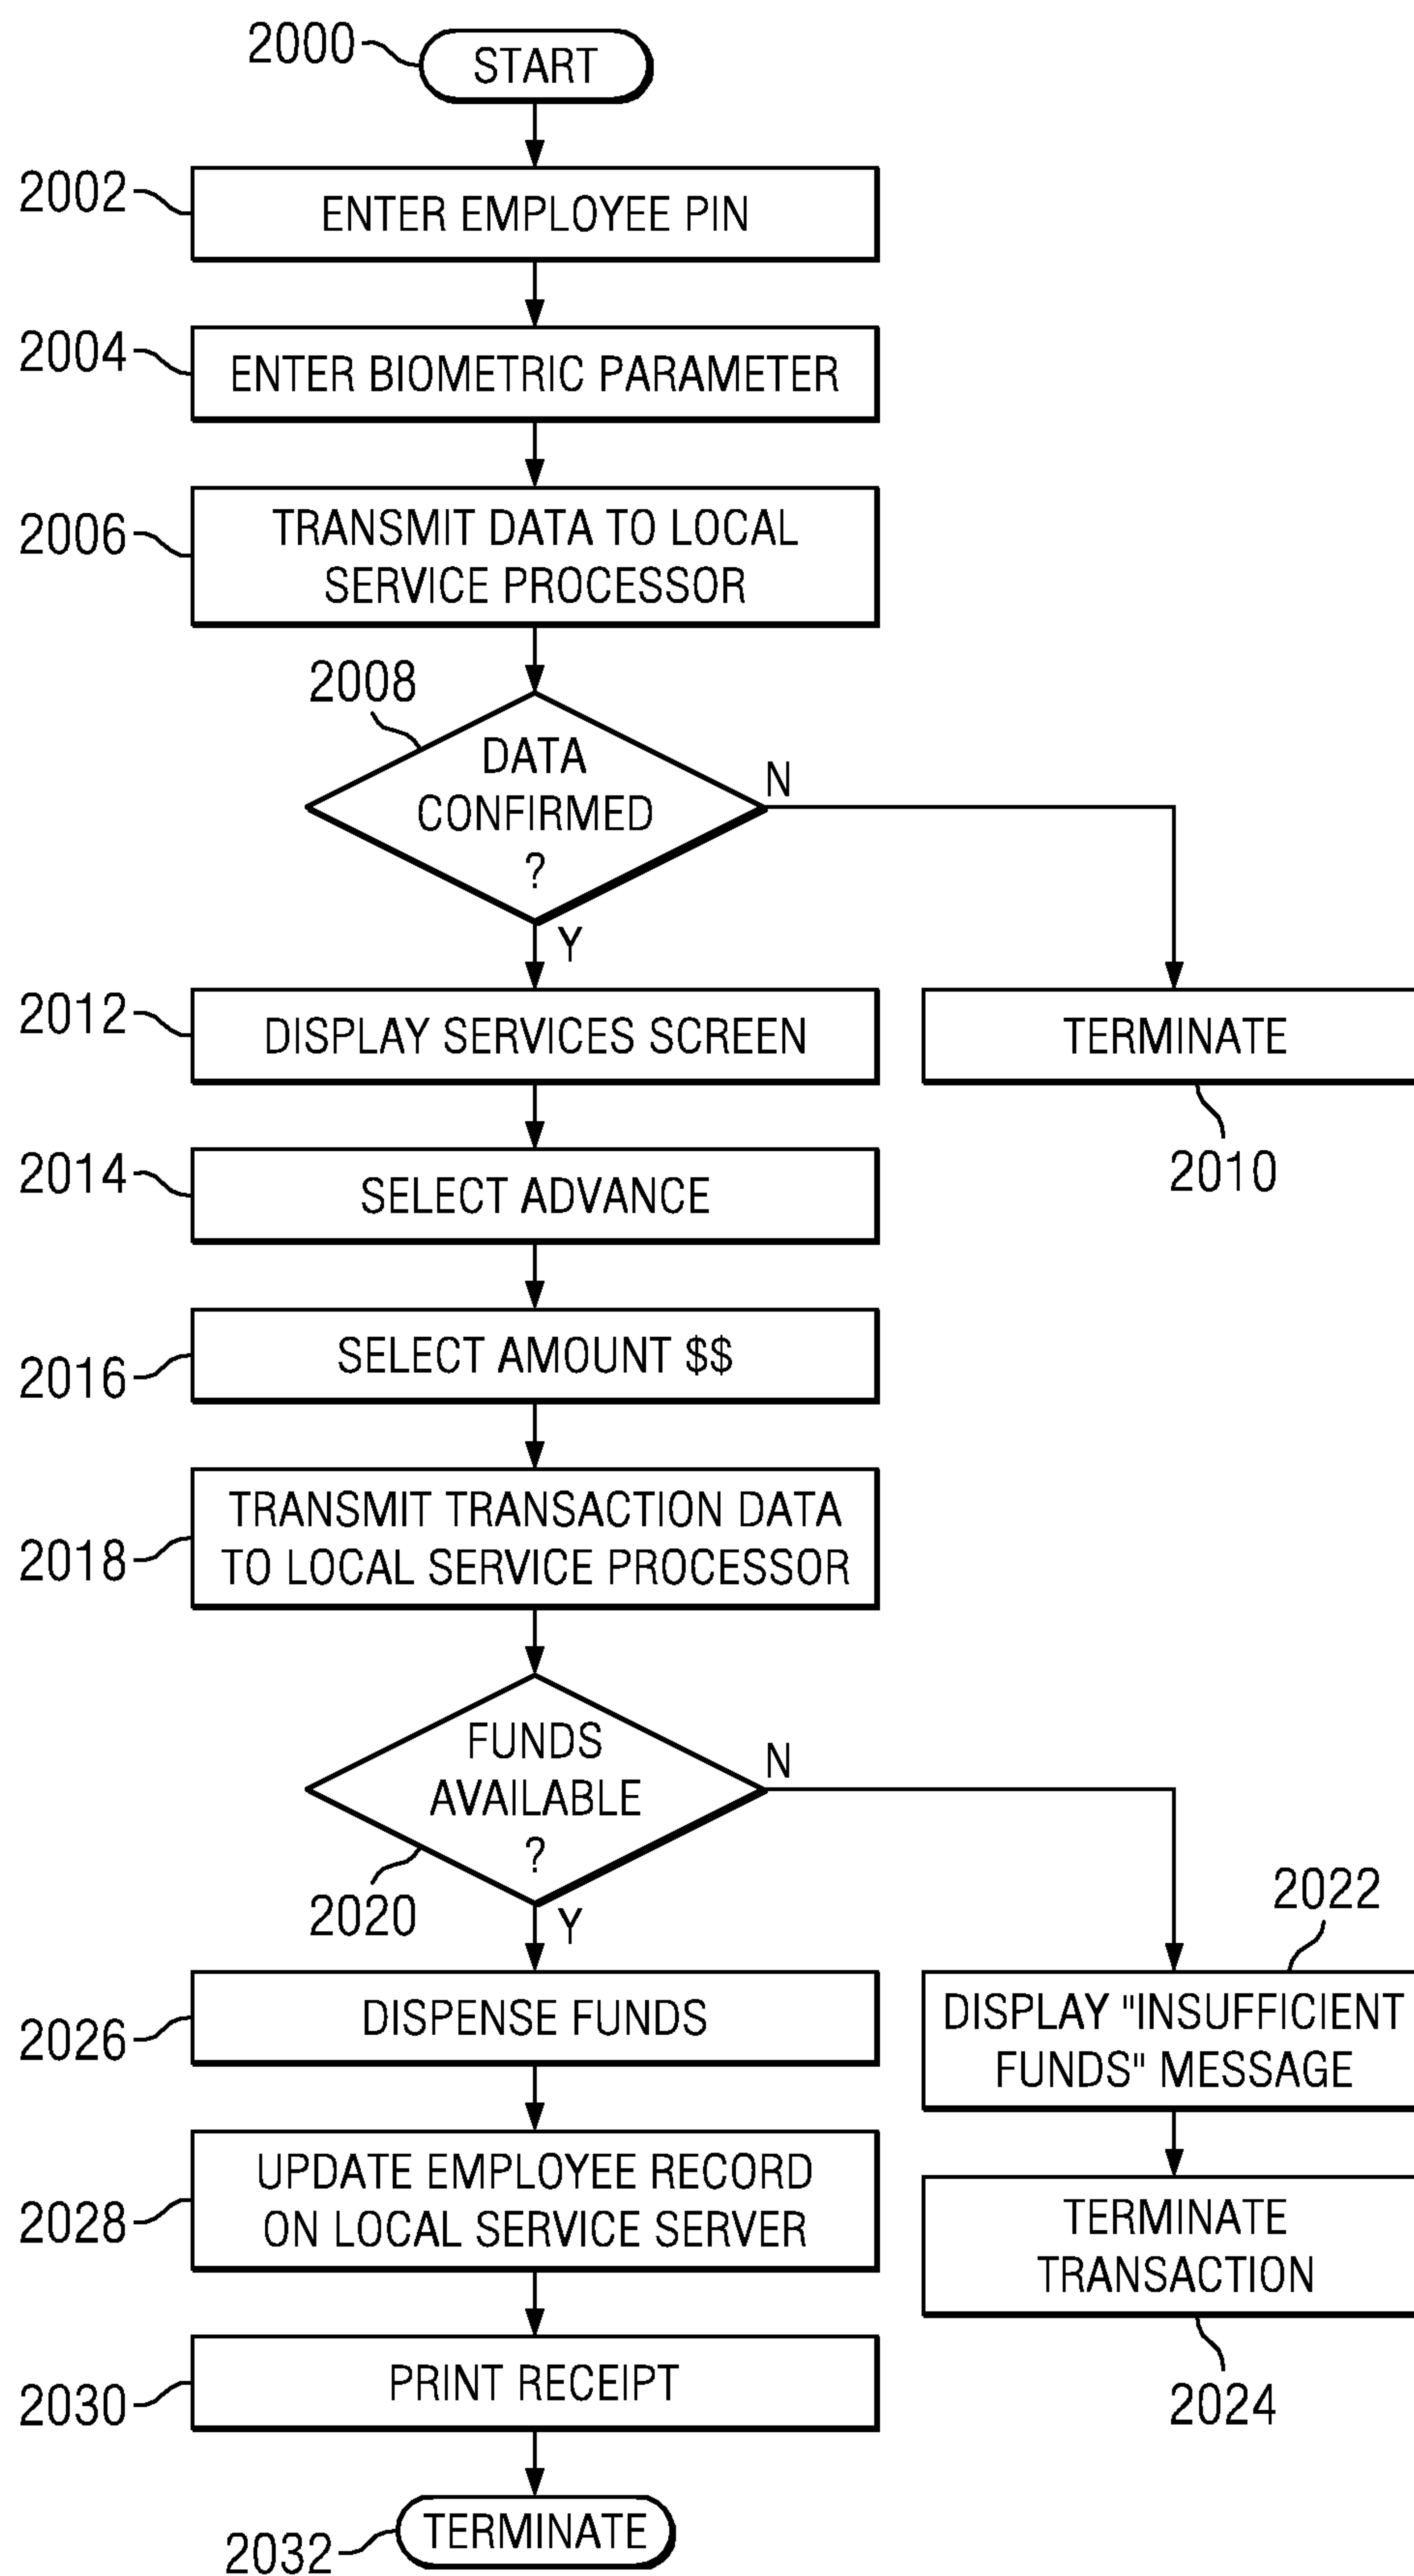 2000
START
2002
ENTER EMPLOYEE PIN
2004
ENTER BIOMETRIC PARAMETER
2006
TRANSMIT DATA TO LOCAL
SERVICE PROCESSOR
2008
DATA
CONFIRMED
?
N
Y
2012
DISPLAY SERVICES SCREEN
TERMINATE
2010
2014
SELECT ADVANCE
2016
SELECT AMOUNT $$
2018
TRANSMIT TRANSACTION DATA
TO LOCAL SERVICE PROCESSOR
FUNDS
AVAILABLE
?
N
2020
Y
2022
DISPLAY "INSUFFICIENT
FUNDS" MESSAGE
2026
DISPENSE FUNDS
2028
UPDATE EMPLOYEE RECORD
ON LOCAL SERVICE SERVER
TERMINATE
TRANSACTION
2024
2030
PRINT RECEIPT
2032
TERMINATE